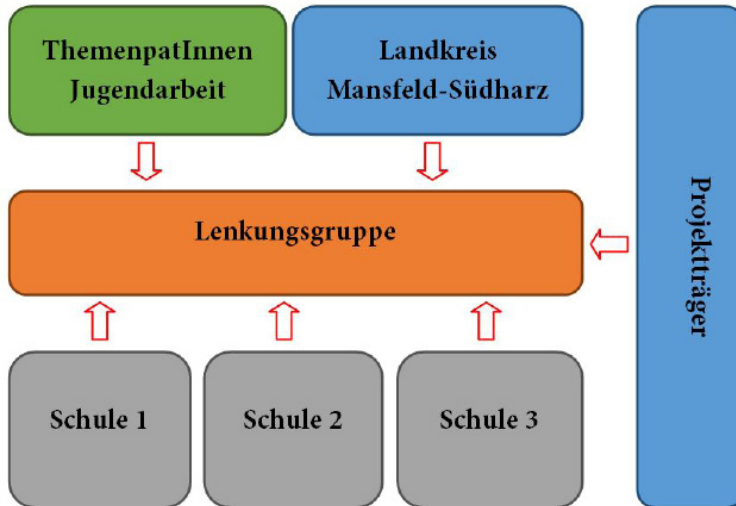 ThemenpatInnen
Jugendarbeit
Landkreis
Mansfeld-Südharz
Lenkungsgruppe
Projektträger
Schule 1
Schule 2
Schule 3